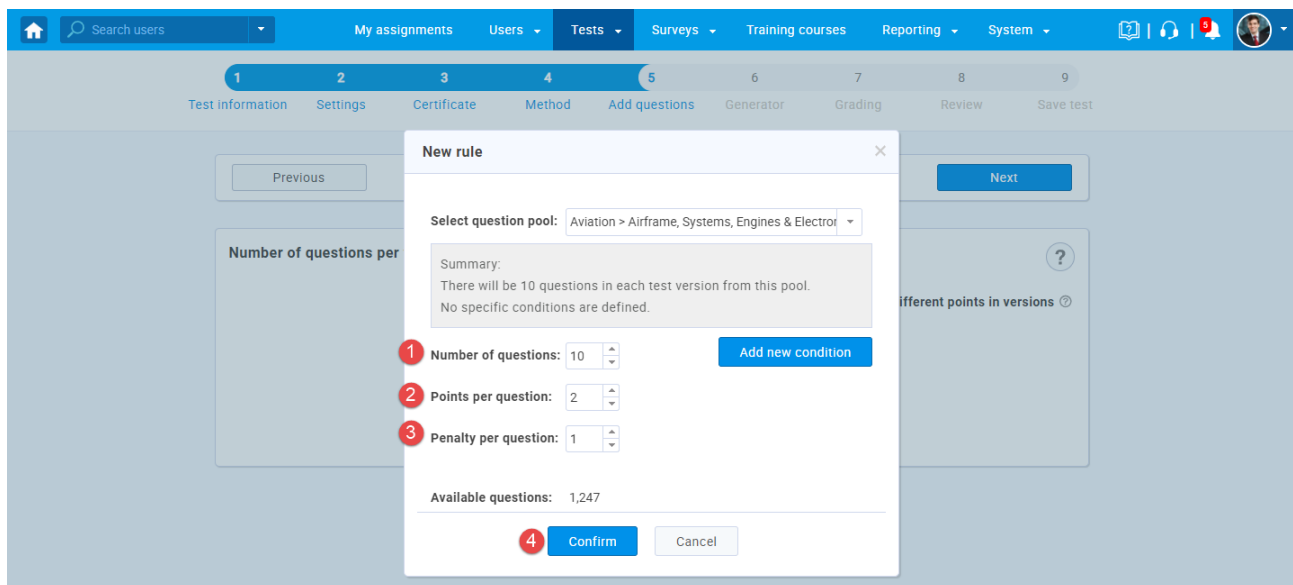 Search users
My assignments
Users
Tests
Surveys
Training courses
Reporting
System
5
1 2 3 4 5 6 7 8 9
Test information Settings Certificate Method Add questions Generator Grading Review Save test
New rule
Previous
Next
Select question pool: Aviation > Airframe, Systems, Engines & Electror
Number of questions per
?
Summary:
There will be 10 questions in each test version from this pool.
No specific conditions are defined.
ifferent points in versions ?
1 Number of questions: 10
Add new condition
2 Points per question: 2
3 Penalty per question: 1
Available questions: 1,247
4 Confirm
Cancel